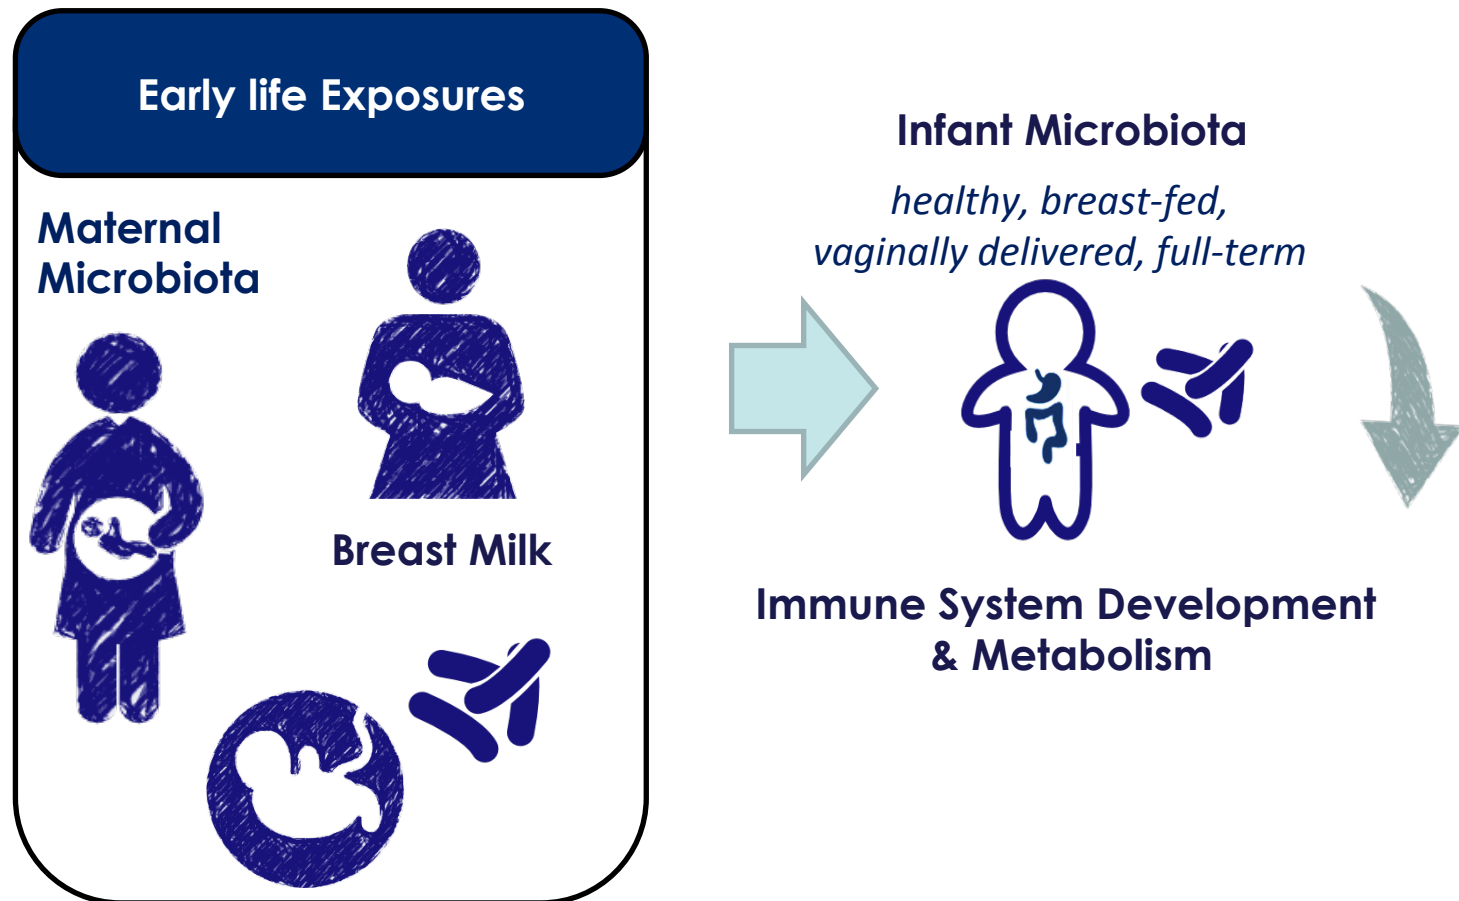 Early life Exposures
Maternal
Microbiota
Breast Milk
Infant Microbiota
healthy, breast-fed,
vaginally delivered, full-term
Immune System Development
& Metabolism